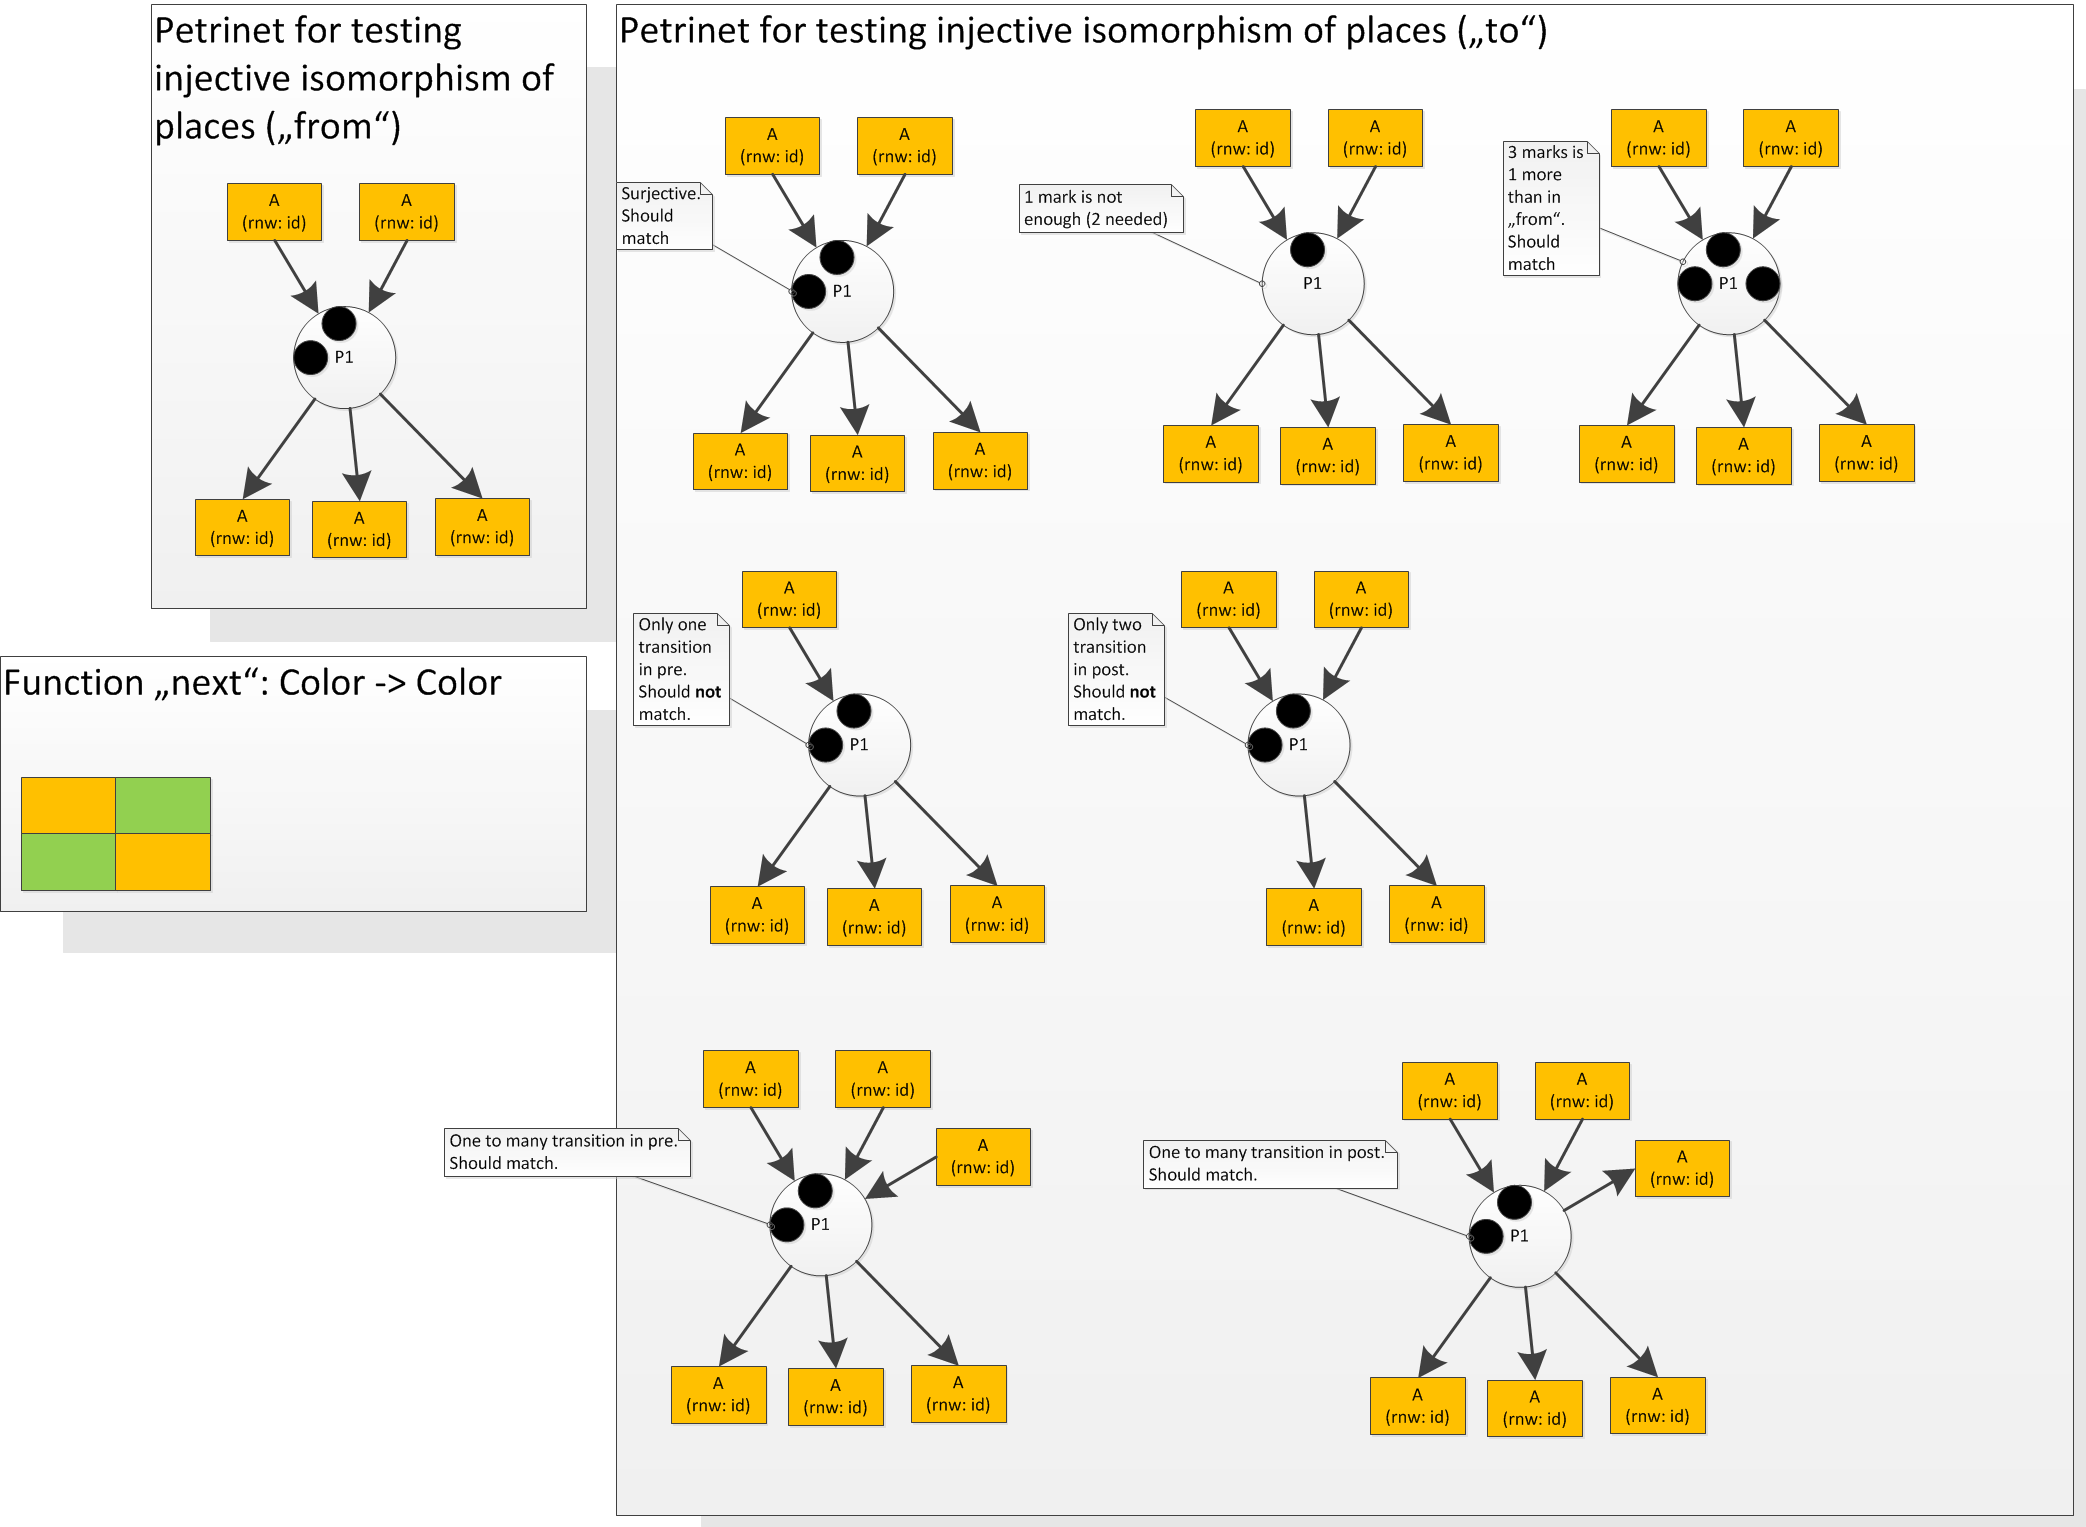 Petrinet for testing
injective isomorphism of
places („from“)
A
(rnw: id)
A
(rnw: id)
P1
A
(rnw: id)
A
(rnw: id)
A
(rnw: id)
Function „next“: Color -> Color
Petrinet for testing injective isomorphism of places („to“)
Surjective.
Should
match
A
(rnw: id)
A
(rnw: id)
P1
A
(rnw: id)
A
(rnw: id)
A
(rnw: id)
1 mark is not
enough (2 needed)
A
(rnw: id)
A
(rnw: id)
P1
A
(rnw: id)
A
(rnw: id)
A
(rnw: id)
3 marks is
1 more
than in
„from“.
Should
match
A
(rnw: id)
A
(rnw: id)
P1
A
(rnw: id)
A
(rnw: id)
A
(rnw: id)
Only one
transition
in pre.
Should not
match.
A
(rnw: id)
P1
A
(rnw: id)
A
(rnw: id)
A
(rnw: id)
Only two
transition
in post.
Should not
match.
A
(rnw: id)
A
(rnw: id)
P1
A
(rnw: id)
A
(rnw: id)
One to many transition in pre.
Should match.
A
(rnw: id)
A
(rnw: id)
A
(rnw: id)
P1
A
(rnw: id)
A
(rnw: id)
A
(rnw: id)
One to many transition in post.
Should match.
A
(rnw: id)
A
(rnw: id)
A
(rnw: id)
P1
A
(rnw: id)
A
(rnw: id)
A
(rnw: id)